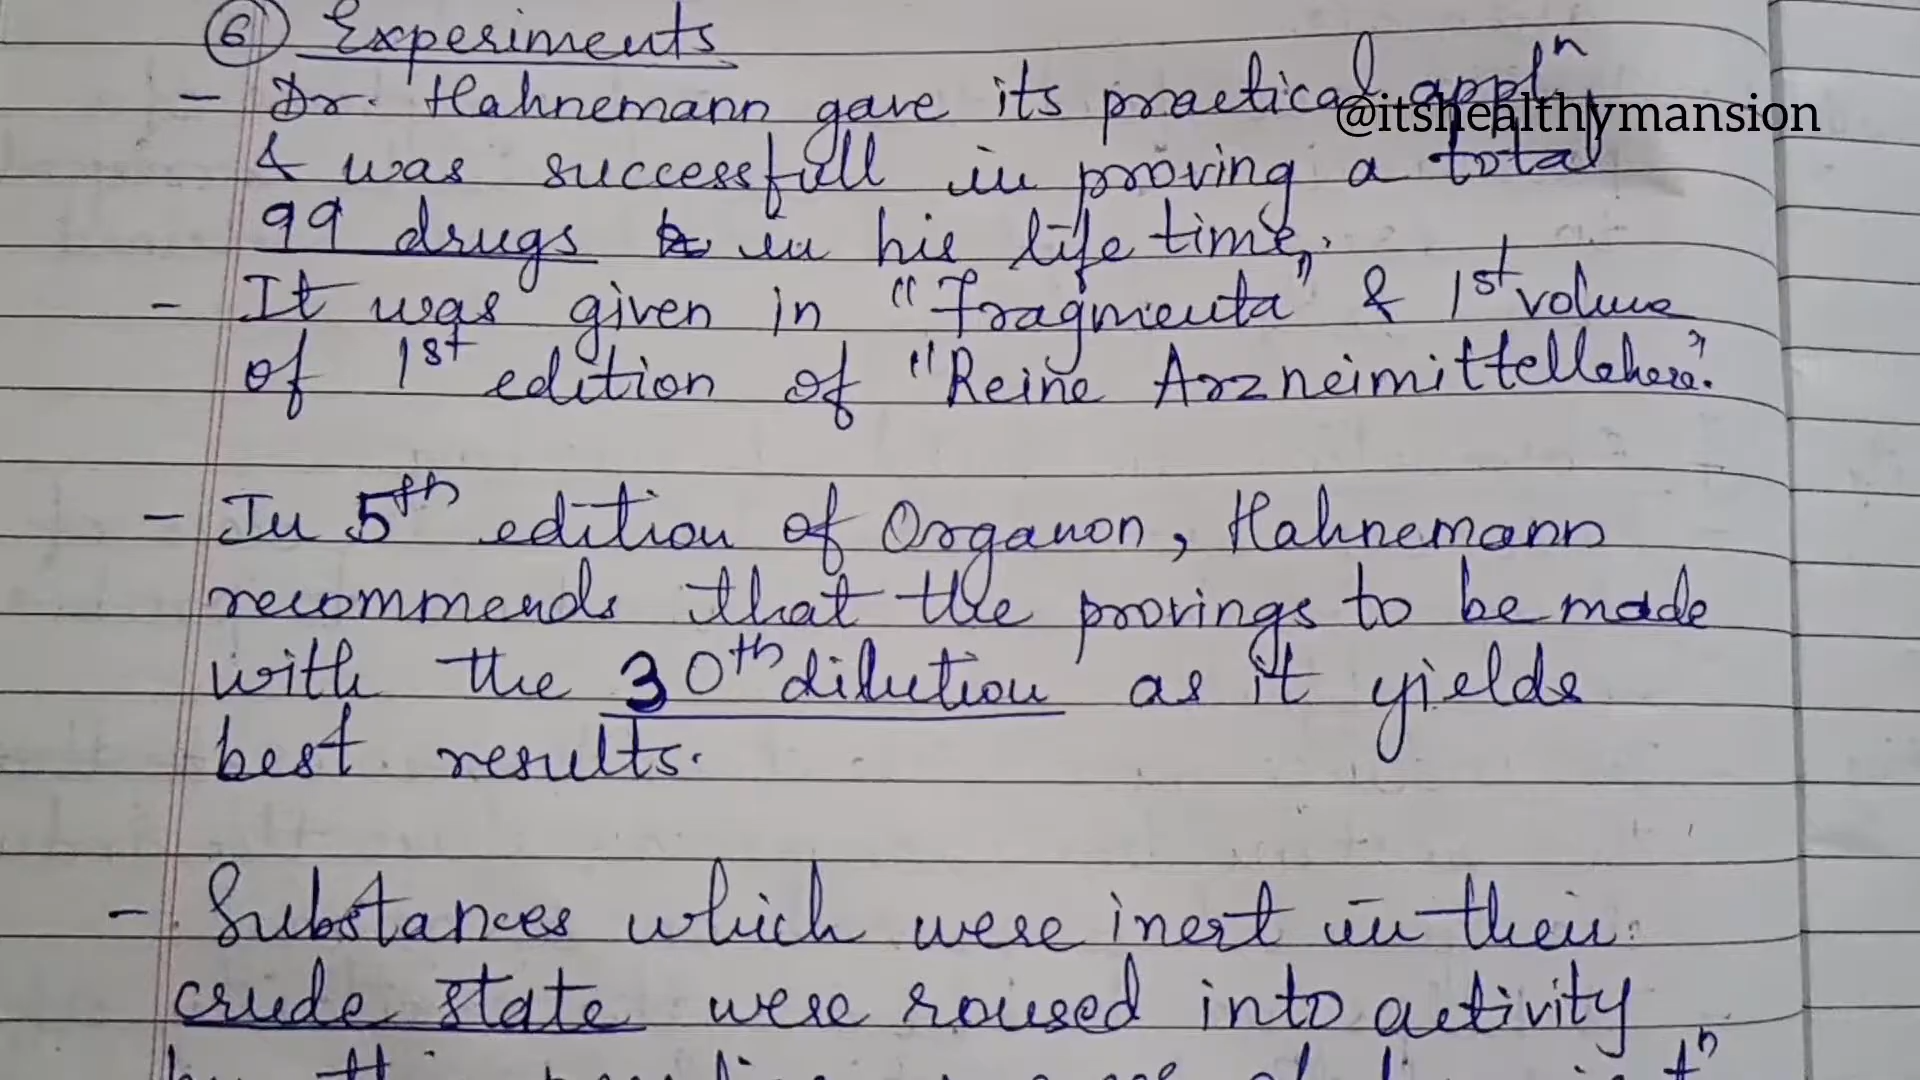 6 Experiments
- Dr. Hahnemann gave its practical appl^n
@itshealthymansion
& was successfull in proving a total
99 drugs in his life time.
- It was given in "Fragmenta" & 1st volume
of 1st edition of "Reine Arzneimittellehere".
- In 5th edition of Organon, Hahnemann
recommends that the provings to be made
with the 30th dilution as it yields
best results.
- Substances which were inert in their
crude state were roused into activity